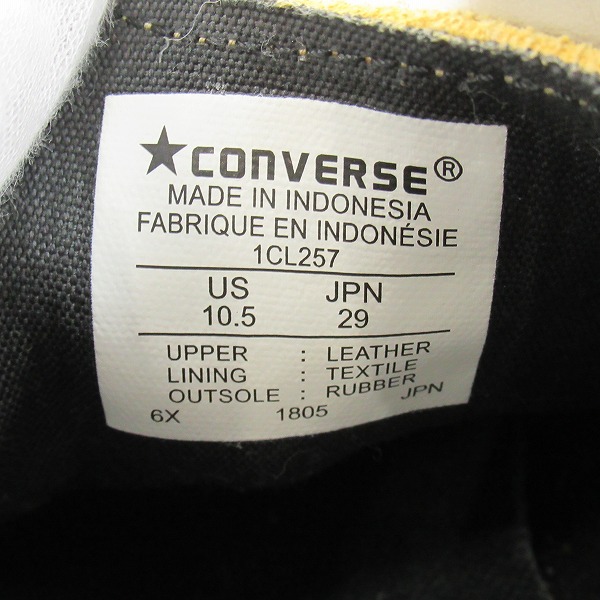 ★CONVERSE®
MADE IN INDONESIA
FABRIQUE EN INDONÉSIE
1CL257
US JPN
10.5 29
UPPER : LEATHER
LINING : TEXTILE
OUTSOLE : RUBBER
6X 1805 JPN